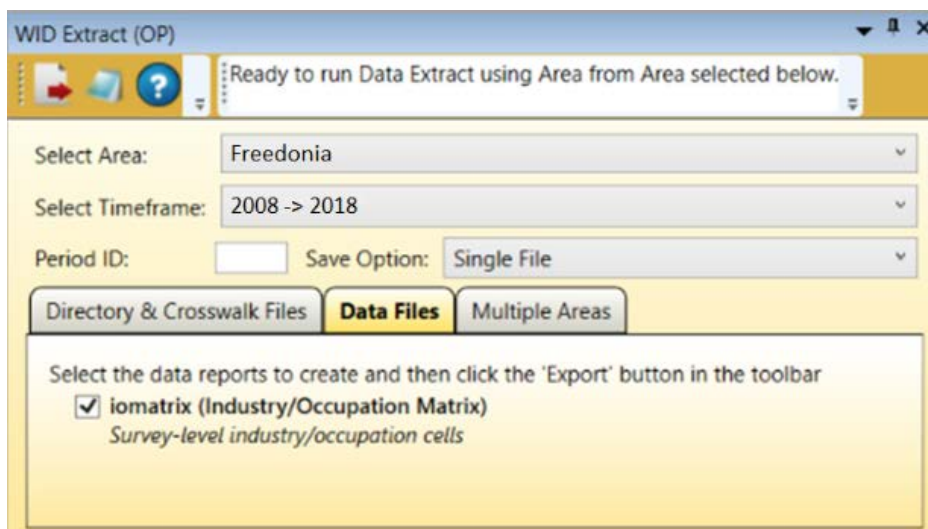 WID Extract (OP)
Ready to run Data Extract using Area from Area selected below.
Select Area: Freedonia
Select Timeframe: 2008 -> 2018
Period ID: Save Option: Single File
Directory & Crosswalk Files Data Files Multiple Areas
Select the data reports to create and then click the 'Export' button in the toolbar
iomatrix (Industry/Occupation Matrix)
Survey-level industry/occupation cells